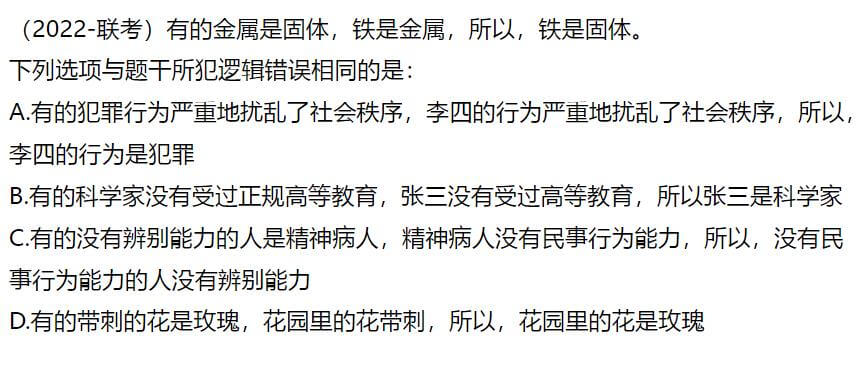 （2022-联考）有的金属是固体，铁是金属，所以，铁是固体。
下列选项与题干所犯逻辑错误相同的是：
A.有的犯罪行为严重地扰乱了社会秩序，李四的行为严重地扰乱了社会秩序，所以，
李四的行为是犯罪
B.有的科学家没有受过正规高等教育，张三没有受过高等教育，所以张三是科学家
C.有的没有辨别能力的人是精神病人，精神病人没有民事行为能力，所以，没有民
事行为能力的人没有辨别能力
D.有的带刺的花是玫瑰，花园里的花带刺，所以，花园里的花是玫瑰